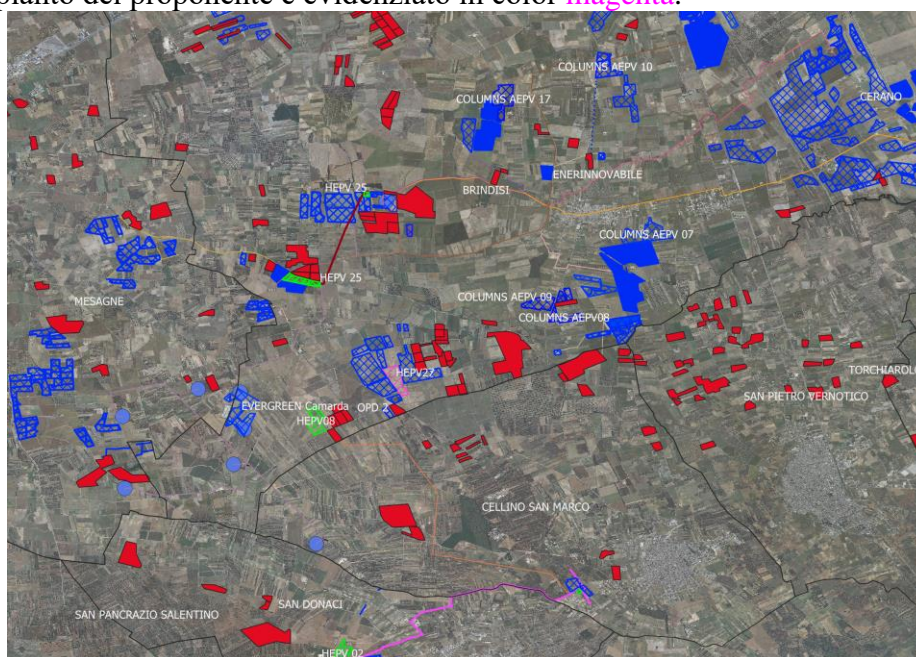 pianto del proponente è evidenziato in color magenta.
COLUMNS AEPV 10
COLUMNS AEPV 17
CERANO
ENERINNOVABILE
HEPV 25
BRINDISI
COLUMNS AEPV 07
HEPV 25
MESAGNE
COLUMNS AEPV 09
COLUMNS AEPV08
HEPV27
TORCHIAROLO
SAN PIETRO VERNOTICO
EVERGREEN Camarda OPD 2
HEPV08
CELLINO SAN MARCO
SAN DONACI
SAN PANCRAZIO SALENTINO
HEPV 02